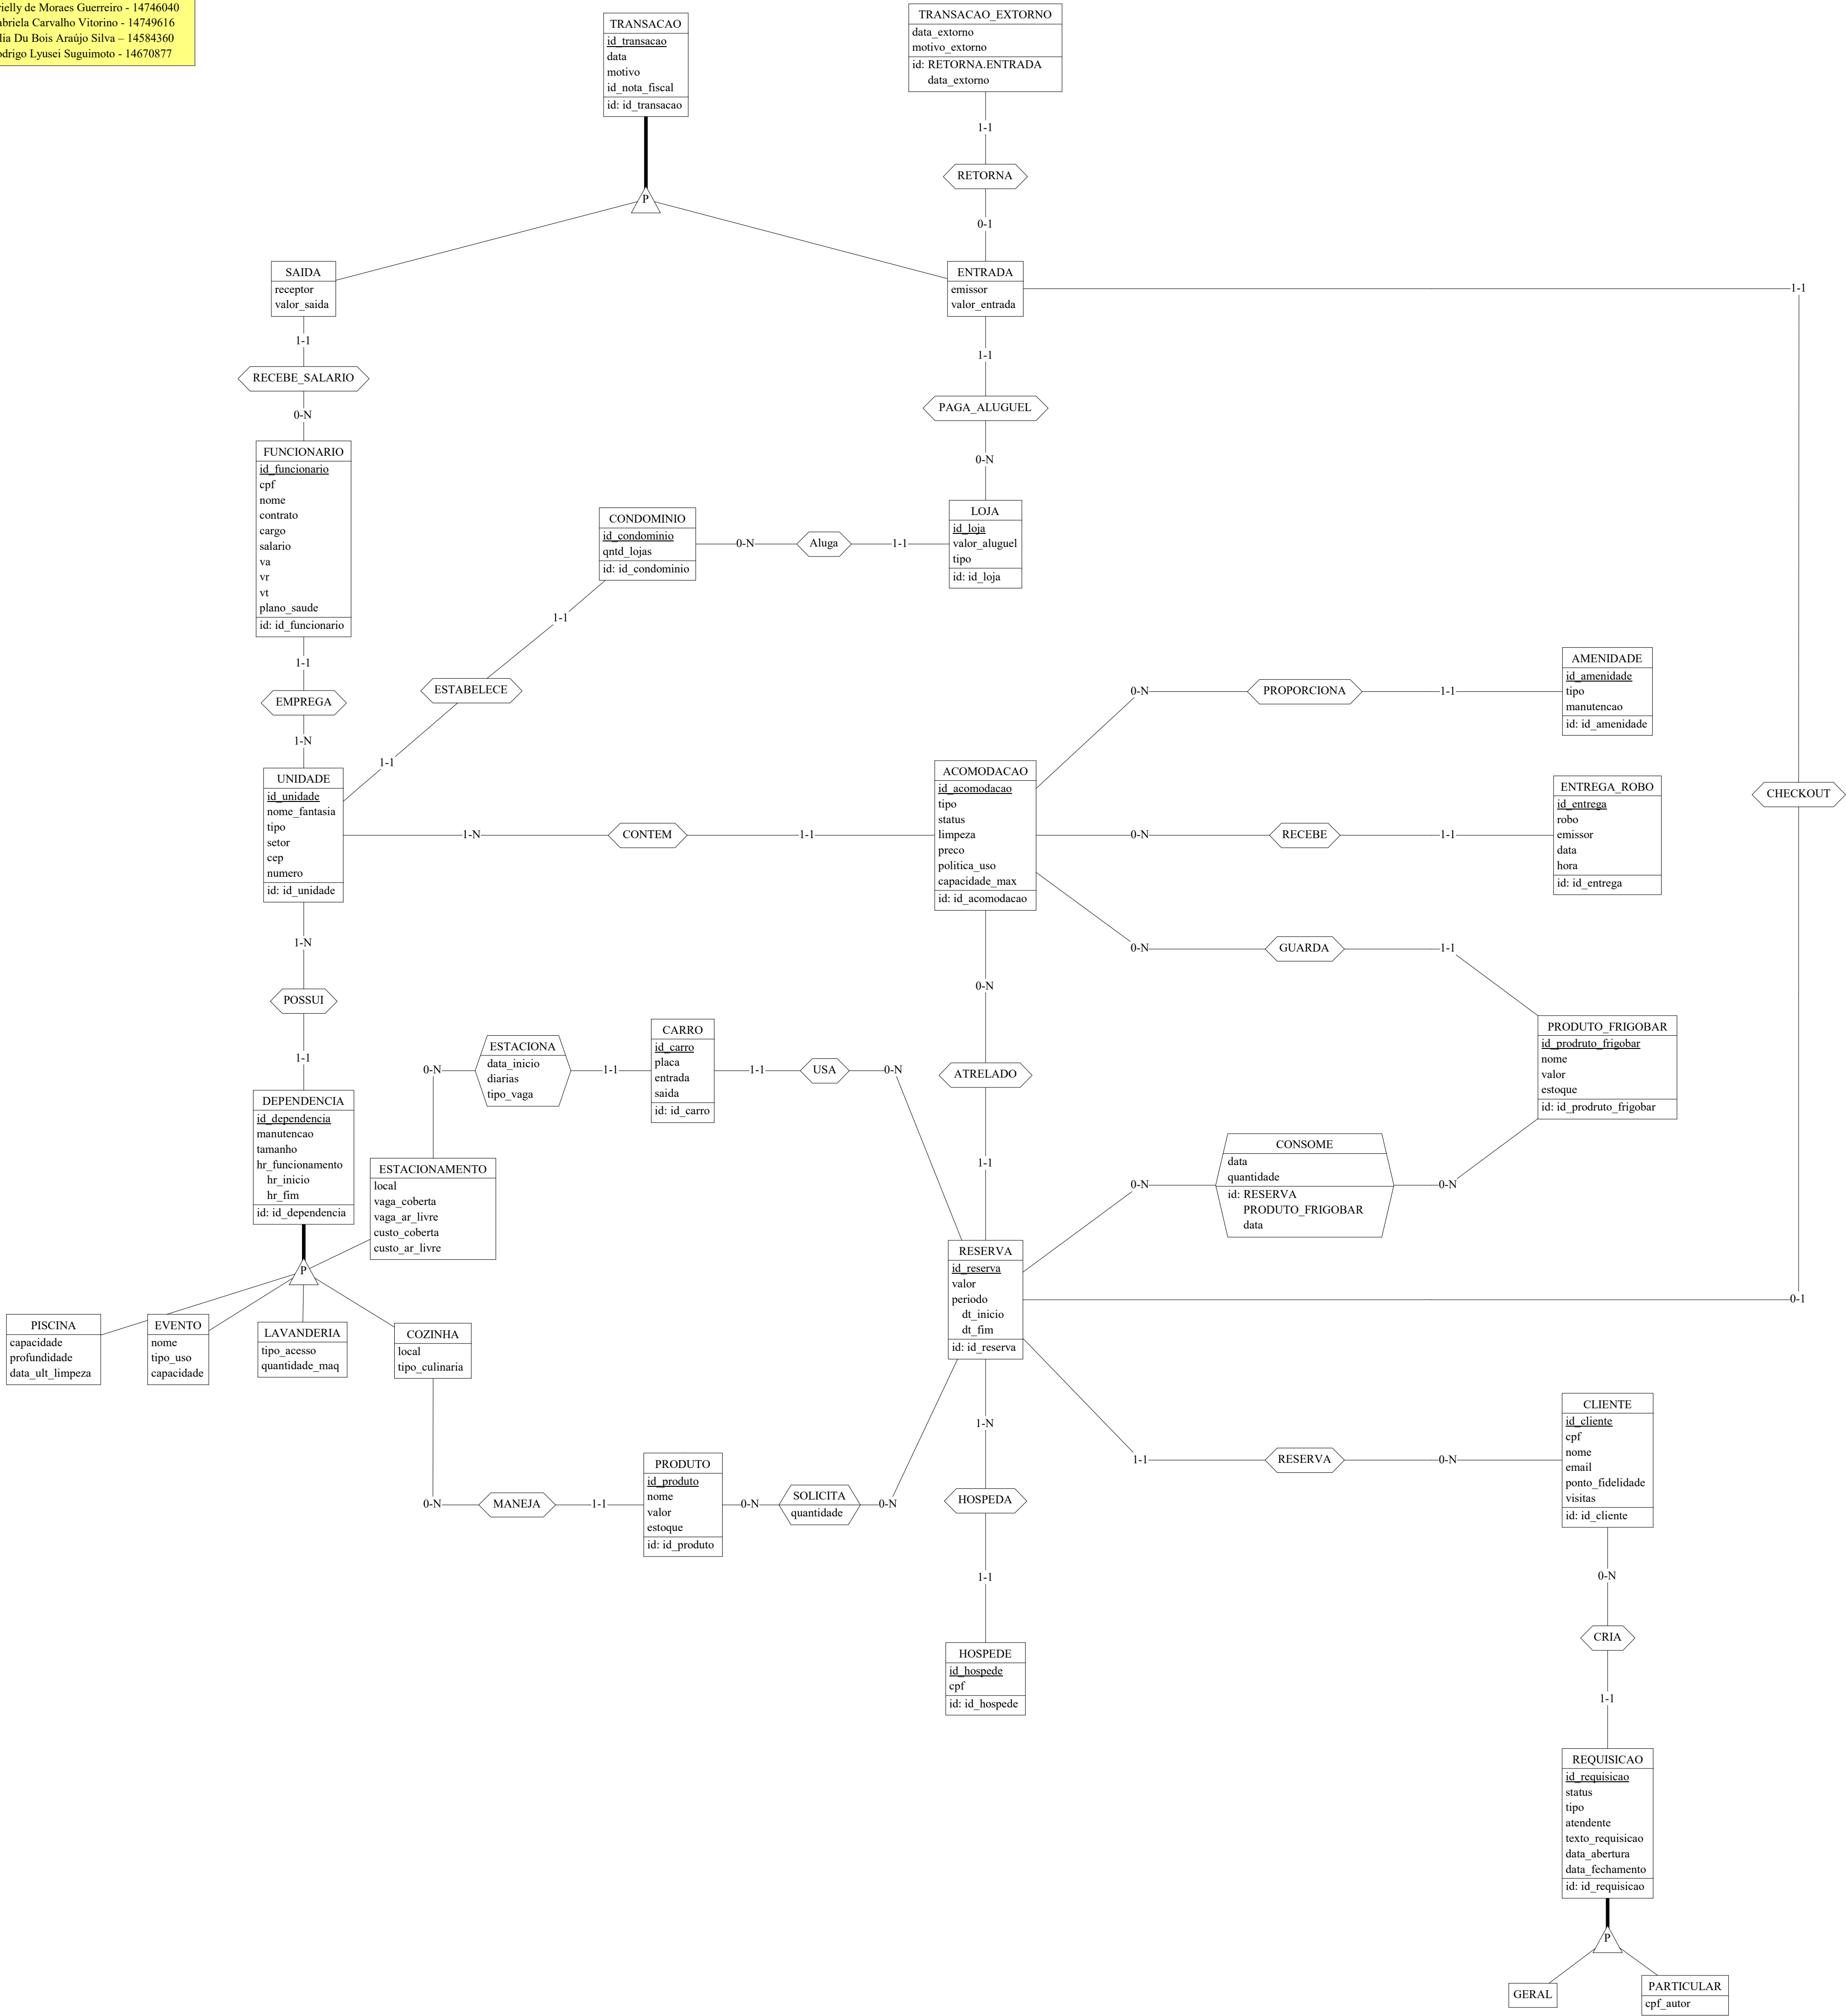 de Moraes Guerreiro - 14746040
Carvalho Vitorino - 14749616
Du Bois Araújo Silva – 14584360
Lyusei Suguimoto - 14670877
TRANSACAO
id_transacao
data
motivo
id_nota_fiscal
id: id_transacao
TRANSACAO_EXTORNO
data_extorno
motivo_extorno
id: RETORNA.ENTRADA
data_extorno
1-1
RETORNA
0-1
P
SAIDA
receptor
valor_saida
ENTRADA
emissor
valor_entrada
1-1
1-1
RECEBE_SALARIO
0-N
1-1
PAGA_ALUGUEL
0-N
FUNCIONARIO
id_funcionario
cpf
nome
contrato
cargo
salario
va
vr
vt
plano_saude
id: id_funcionario
CONDOMINIO
id_condominio
qntd_lojas
id: id_condominio
0-N
Aluga
1-1
LOJA
id_loja
valor_aluguel
tipo
id: id_loja
1-1
ESTABELECE
1-1
1-1
EMPREGA
1-N
0-N
PROPORCIONA
1-1
AMENIDADE
id_amenidade
tipo
manutencao
id: id_amenidade
UNIDADE
id_unidade
nome_fantasia
tipo
setor
cep
numero
id: id_unidade
1-N
CONTEM
1-1
ACOMODACAO
id_acomodacao
tipo
status
limpeza
preco
politica_uso
capacidade_max
id: id_acomodacao
0-N
RECEBE
1-1
ENTREGA_ROBO
id_entrega
robo
emissor
data
hora
id: id_entrega
CHECKOUT
0-N
GUARDA
1-1
1-N
POSSUI
1-1
0-N
ATRELADO
1-1
PRODUTO_FRIGOBAR
id_prodruto_frigobar
nome
valor
estoque
id: id_prodruto_frigobar
0-N
ESTACIONA
data_inicio
diarias
tipo_vaga
1-1
CARRO
id_carro
placa
entrada
saida
id: id_carro
1-1
USA
0-N
DEPENDENCIA
id_dependencia
manutencao
tamanho
hr_funcionamento
hr_inicio
hr_fim
id: id_dependencia
ESTACIONAMENTO
local
vaga_coberta
vaga_ar_livre
custo_coberta
custo_ar_livre
0-N
CONSOME
data
quantidade
id: RESERVA
PRODUTO_FRIGOBAR
data
0-N
P
RESERVA
id_reserva
valor
periodo
dt_inicio
dt_fim
id: id_reserva
0-1
PISCINA
capacidade
profundidade
data_ult_limpeza
EVENTO
nome
tipo_uso
capacidade
LAVANDERIA
tipo_acesso
quantidade_maq
COZINHA
local
tipo_culinaria
0-N
MANEJA
1-1
PRODUTO
id_produto
nome
valor
estoque
id: id_produto
0-N
SOLICITA
quantidade
0-N
1-N
HOSPEDA
1-1
1-1
RESERVA
0-N
CLIENTE
id_cliente
cpf
nome
email
ponto_fidelidade
visitas
id: id_cliente
HOSPEDE
id_hospede
cpf
id: id_hospede
0-N
CRIA
1-1
REQUISICAO
id_requisicao
status
tipo
atendente
texto_requisicao
data_abertura
data_fechamento
id: id_requisicao
P
GERAL
PARTICULAR
cpf_autor